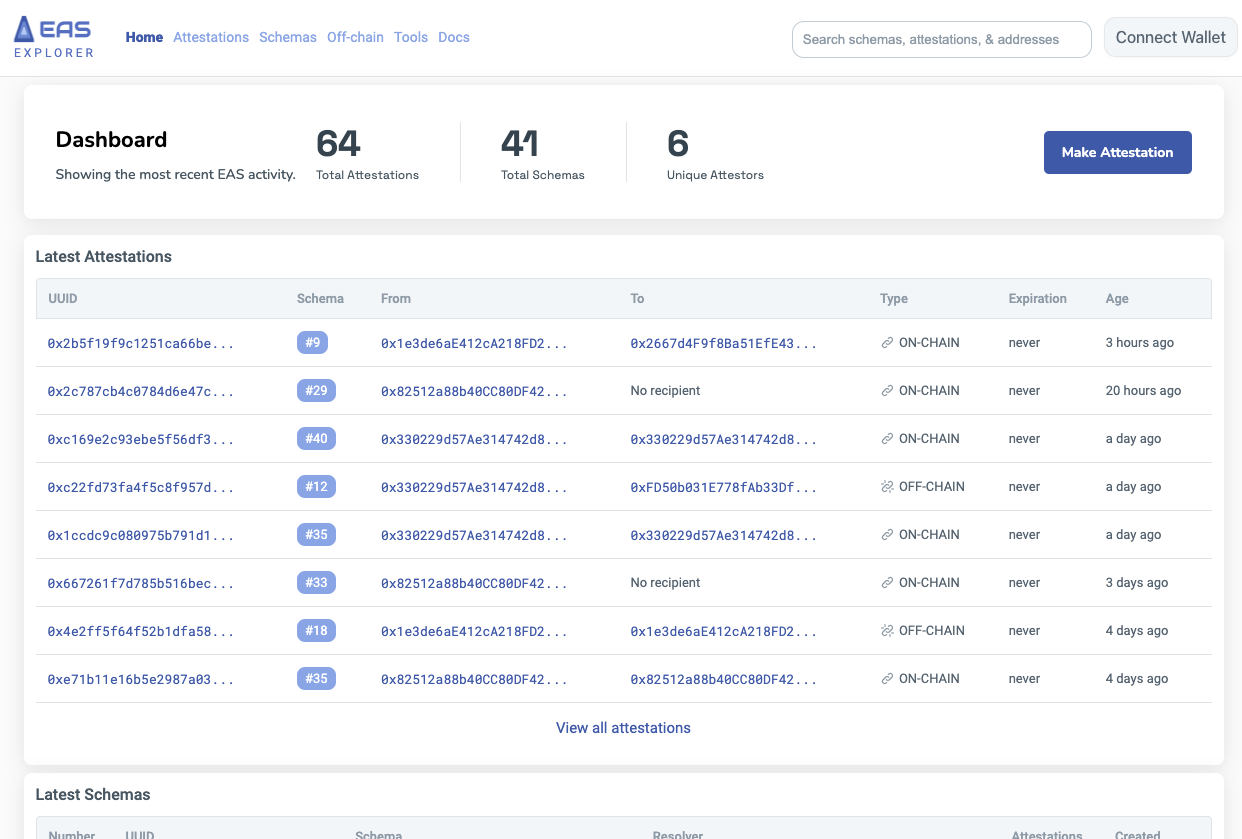 EAS
EXPLORER
Home Attestations Schemas Off-chain Tools Docs
Search schemas, attestations, & addresses
Connect Wallet
Dashboard
Showing the most recent EAS activity.
64
Total Attestations
41
Total Schemas
6
Unique Attestors
Make Attestation
Latest Attestations
UUID Schema From To Type Expiration Age
0x2b5f19f9c1251ca66be... #9 0x1e3de6aE412cA218FD2... 0x2667d4F9f8Ba51EfE43... ON-CHAIN never 3 hours ago
0x2c787cb4c0784d6e47c... #29 0x82512a88b40CC80DF42... No recipient ON-CHAIN never 20 hours ago
0xc169e2c93ebe5f56df3... #40 0x330229d57Ae314742d8... 0x330229d57Ae314742d8... ON-CHAIN never a day ago
0xc22fd73fa4f5c8f957d... #12 0x330229d57Ae314742d8... 0xFD50b031E778fAb33Df... OFF-CHAIN never a day ago
0x1ccdc9c080975b791d1... #35 0x330229d57Ae314742d8... 0x330229d57Ae314742d8... ON-CHAIN never a day ago
0x667261f7d785b516bec... #33 0x82512a88b40CC80DF42... No recipient ON-CHAIN never 3 days ago
0x4e2ff5f64f52b1dfa58... #18 0x1e3de6aE412cA218FD2... 0x1e3de6aE412cA218FD2... OFF-CHAIN never 4 days ago
0xe71b11e16b5e2987a03... #35 0x82512a88b40CC80DF42... 0x82512a88b40CC80DF42... ON-CHAIN never 4 days ago
View all attestations
Latest Schemas
Number UUID Schema Resolver Attestations Created